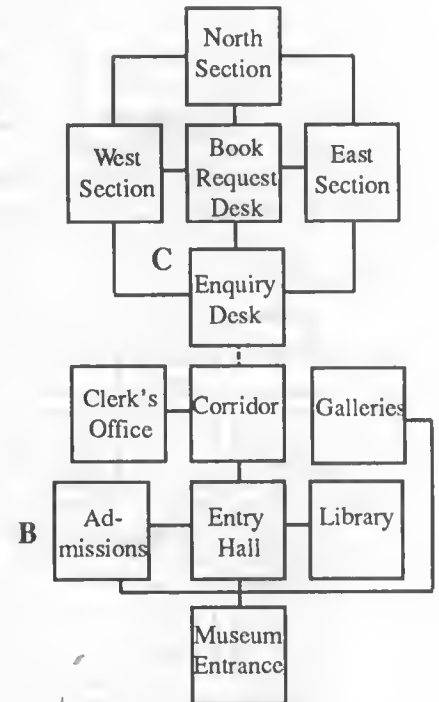 North
Section
West
Section
Book
Request
Desk
East
Section
C
Enquiry
Desk
Clerk's
Office
Corridor
Galleries
B
Ad-
missions
Entry
Hall
Library
Museum
Entrance